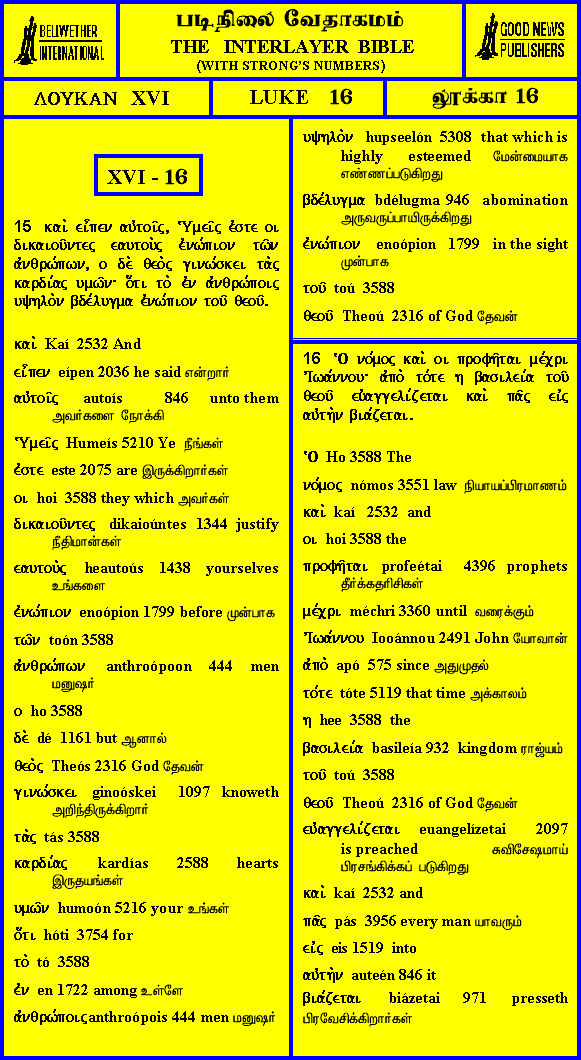 BELLWETHER
INTERNATIONAL
படிநிலை வேதாகமம்
THE INTERLAYER BIBLE
(WITH STRONG'S NUMBERS)
GOOD NEWS
PUBLISHERS
ΛΟΥΚΑΝ XVI
LUKE 16
லூக்கா 16
XVI - 16
15 καὶ εἶπεν αὐτοῖς, Ὑμεῖς ἐστε οι
δικαιοῦντες εαυτοὺς ἐνώπιον τῶν
ἀνθρώπων, ο δὲ θεὸς γινώσκει τὰς
καρδίας υμῶν· ὅτι τὸ ἐν ἀνθρώποις
υψηλὸν βδέλυγμα ἐνώπιον τοῦ θεοῦ.
καὶ Kaí 2532 And
εἶπεν eípen 2036 he said என்றார்
αὐτοῖς autoís 846 unto them
அவர்களை நோக்கி
Ὑμεῖς Humeís 5210 Ye நீங்கள்
ἐστε este 2075 are இருக்கிறார்கள்
οι hoi 3588 they which அவர்கள்
δικαιοῦντες dikaioúntes 1344 justify
நீதிமான்கள்
εαυτοὺς heautoús 1438 yourselves
உங்களை
ἐνώπιον enoópion 1799 before முன்பாக
τῶν toón 3588
ἀνθρώπων anthroópoon 444 men
மனுஷர்
ο ho 3588
δὲ dé 1161 but ஆனால்
θεὸς Theós 2316 God தேவன்
γινώσκει ginoóskei 1097 knoweth
அறிந்திருக்கிறார்
τὰς tás 3588
καρδίας kardías 2588 hearts
இருதயங்கள்
υμῶν humoón 5216 your உங்கள்
ὅτι hóti 3754 for
τὸ tó 3588
ἐν en 1722 among உள்ளே
ἀνθρώποις anthroópois 444 men மனுஷர்
υψηλὸν hupseelón 5308 that which is
highly esteemed மேன்மையாக
எண்ணப்படுகிறது
βδέλυγμα bdélugma 946 abomination
அருவருப்பாயிருக்கிறது
ἐνώπιον enoópion 1799 in the sight
முன்பாக
τοῦ toú 3588
θεοῦ Theoú 2316 of God தேவன்
16 Ὁ νόμος καὶ οι προφῆται μέχρι
Ἰωάννου· ἀπὸ τότε η βασιλεία τοῦ
θεοῦ εὐαγγελίζεται καὶ πᾶς εἰς
αὐτὴν βιάζεται.
Ὁ Ho 3588 The
νόμος nómos 3551 law நியாயப்பிரமாணம்
καὶ kaí 2532 and
οι hoi 3588 the
προφῆται profeétai 4396 prophets
தீர்க்கதரிசிகள்
μέχρι méchri 3360 until வரைக்கும்
Ἰωάννου Iooánnou 2491 John யோவான்
ἀπὸ apó 575 since அதுமுதல்
τότε tóte 5119 that time அக்காலம்
η hee 3588 the
βασιλεία basileía 932 kingdom ராஜ்யம்
τοῦ toú 3588
θεοῦ Theoú 2316 of God தேவன்
εὐαγγελίζεται euangelízetai 2097
is preached சுவிசேஷமாய்
பிரசங்கிக்கப் படுகிறது
καὶ kaí 2532 and
πᾶς pás 3956 every man யாவரும்
εἰς eis 1519 into
αὐτὴν auteén 846 it
βιάζεται biázetai 971 presseth
பிரவேசிக்கிறார்கள்